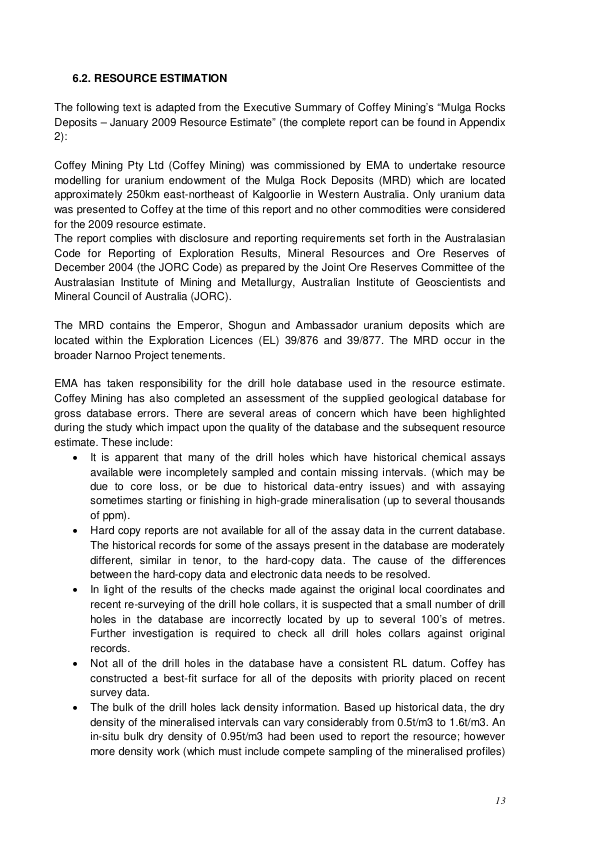 6.2. RESOURCE ESTIMATION
The following text is adapted from the Executive Summary of Coffey Mining's “Mulga Rocks
Deposits – January 2009 Resource Estimate” (the complete report can be found in Appendix
2):
Coffey Mining Pty Ltd (Coffey Mining) was commissioned by EMA to undertake resource
modelling for uranium endowment of the Mulga Rock Deposits (MRD) which are located
approximately 250km east-northeast of Kalgoorlie in Western Australia. Only uranium data
was presented to Coffey at the time of this report and no other commodities were considered
for the 2009 resource estimate.
The report complies with disclosure and reporting requirements set forth in the Australasian
Code for Reporting of Exploration Results, Mineral Resources and Ore Reserves of
December 2004 (the JORC Code) as prepared by the Joint Ore Reserves Committee of the
Australasian Institute of Mining and Metallurgy, Australian Institute of Geoscientists and
Mineral Council of Australia (JORC).
The MRD contains the Emperor, Shogun and Ambassador uranium deposits which are
located within the Exploration Licences (EL) 39/876 and 39/877. The MRD occur in the
broader Narnoo Project tenements.
EMA has taken responsibility for the drill hole database used in the resource estimate.
Coffey Mining has also completed an assessment of the supplied geological database for
gross database errors. There are several areas of concern which have been highlighted
during the study which impact upon the quality of the database and the subsequent resource
estimate. These include:
• It is apparent that many of the drill holes which have historical chemical assays
available were incompletely sampled and contain missing intervals. (which may be
due to core loss, or be due to historical data-entry issues) and with assaying
sometimes starting or finishing in high-grade mineralisation (up to several thousands
of ppm).
• Hard copy reports are not available for all of the assay data in the current database.
The historical records for some of the assays present in the database are moderately
different, similar in tenor, to the hard-copy data. The cause of the differences
between the hard-copy data and electronic data needs to be resolved.
• In light of the results of the checks made against the original local coordinates and
recent re-surveying of the drill hole collars, it is suspected that a small number of drill
holes in the database are incorrectly located by up to several 100's of metres.
Further investigation is required to check all drill holes collars against original
records.
• Not all of the drill holes in the database have a consistent RL datum. Coffey has
constructed a best-fit surface for all of the deposits with priority placed on recent
survey data.
• The bulk of the drill holes lack density information. Based up historical data, the dry
density of the mineralised intervals can vary considerably from 0.5t/m3 to 1.6t/m3. An
in-situ bulk dry density of 0.95t/m3 had been used to report the resource; however
more density work (which must include compete sampling of the mineralised profiles)
13